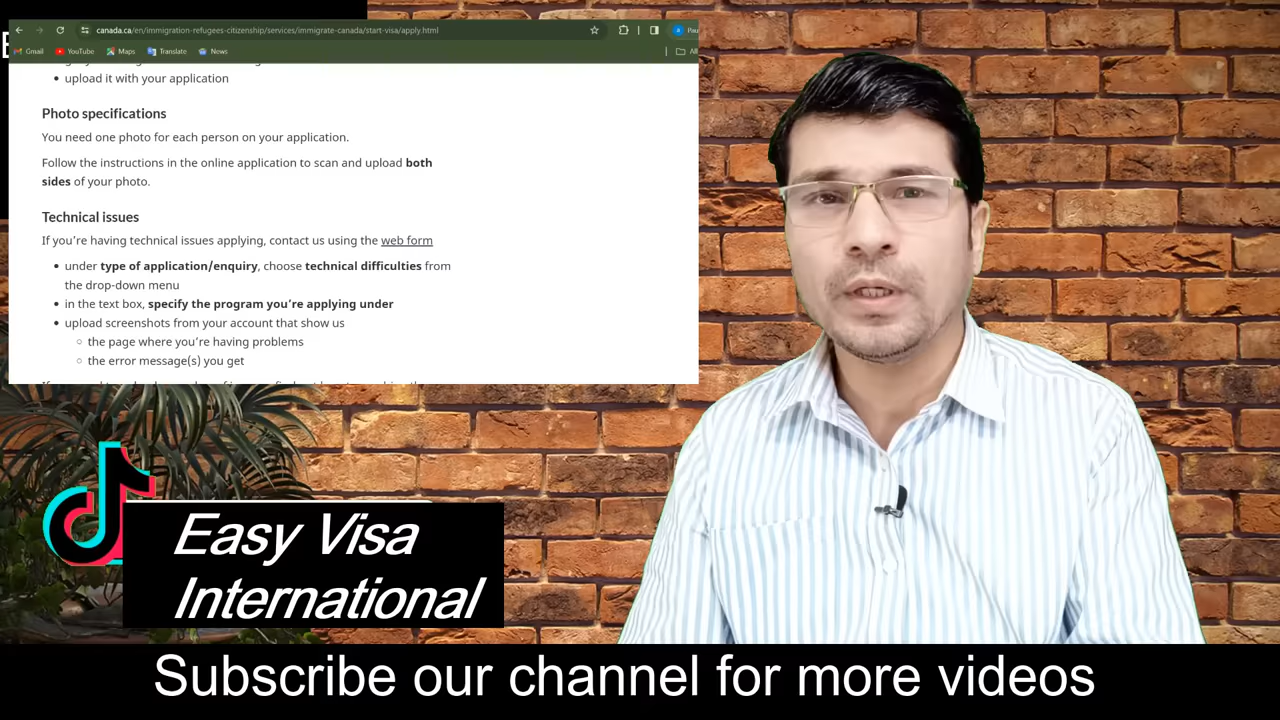 canada.ca/en/immigration-refugees-citizenship/services/immigrate-canada/start-visa/apply.html
Gmail YouTube Maps Translate News
upload it with your application
Photo specifications
You need one photo for each person on your application.
Follow the instructions in the online application to scan and upload both
sides of your photo.
Technical issues
If you're having technical issues applying, contact us using the web form
under type of application/enquiry, choose technical difficulties from
the drop-down menu
in the text box, specify the program you're applying under
upload screenshots from your account that show us
the page where you're having problems
the error message(s) you get
Easy Visa
International
Subscribe our channel for more videos